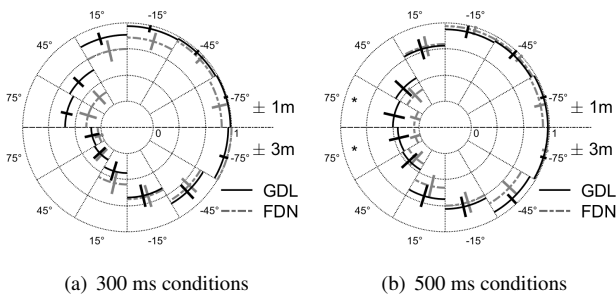 15° -15°
45° -45°
75° -75°
± 1m
0 1
± 3m
75° -75°
45° -45°
15° -15°
GDL
FDN
15° -15°
45° -45°
75° * -75°
± 1m
0 1
± 3m
75° * -75°
45° -45°
15° -15°
GDL
FDN
(a) 300 ms conditions
(b) 500 ms conditions